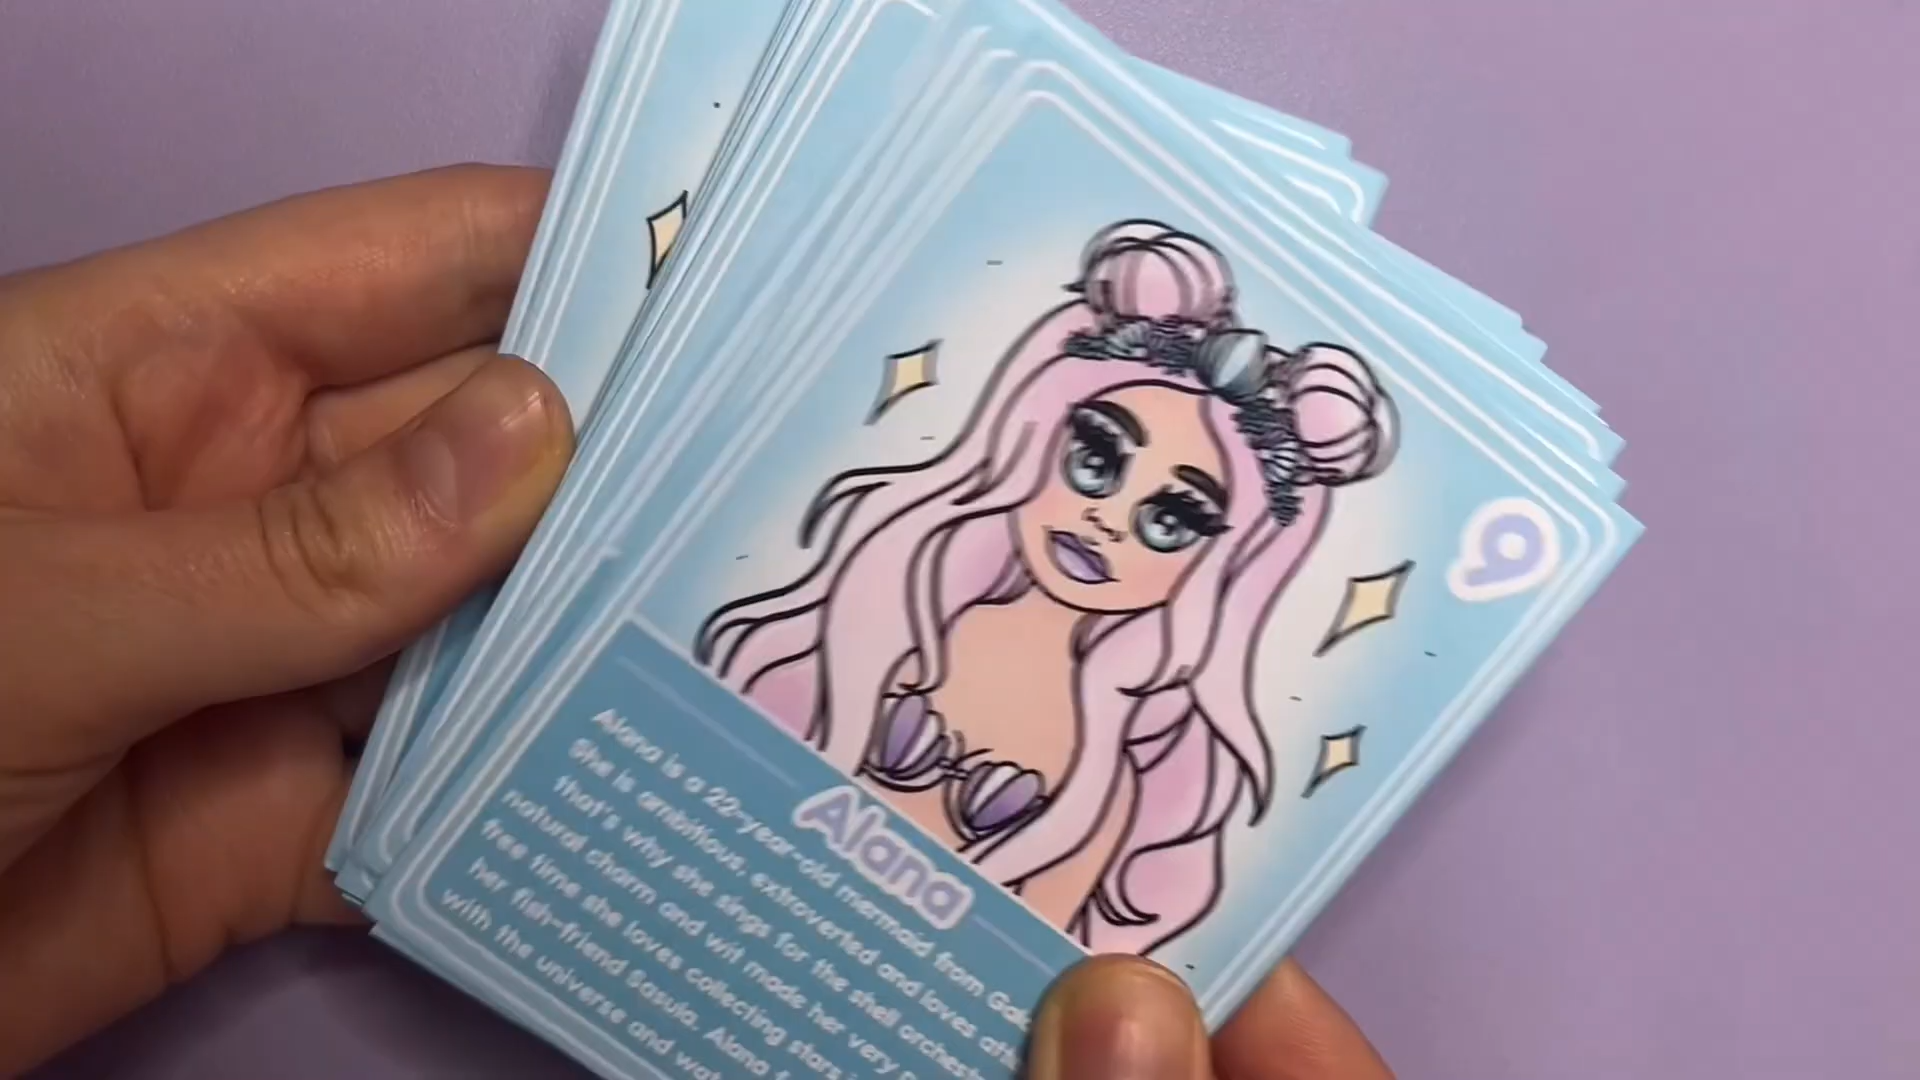 9
Alana
Alana is a 22-year-old mermaid from
She is ambitious, extroverted and loves
that's why she sings for the shell
natural charm and wit made her very
free time she loves collecting stars
her fish-friend Sasula. Alana
with the universe and